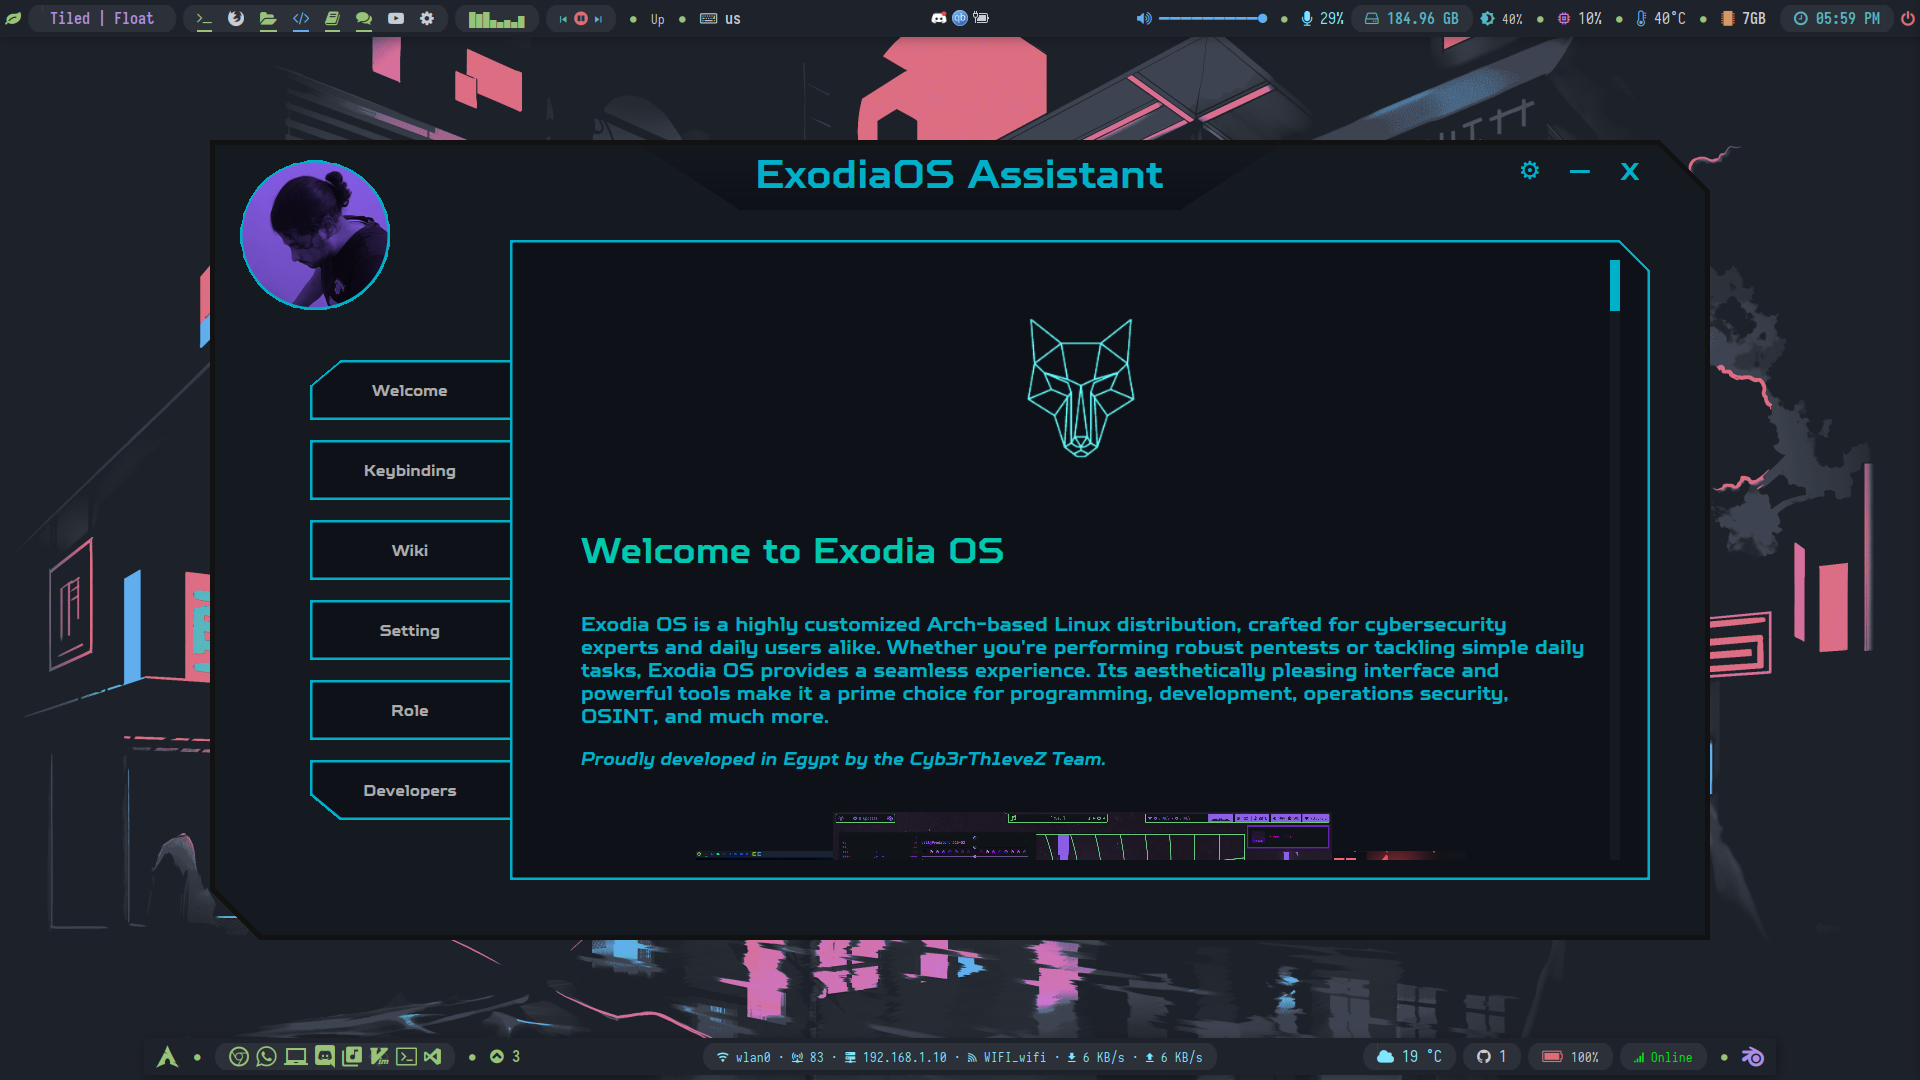 Tiled | Float
Up
us
29%
184.96 GB
40%
10%
40°C
7GB
05:59 PM
ExodiaOS Assistant
X
Welcome
Keybinding
Wiki
Setting
Role
Developers
Welcome to Exodia OS
Exodia OS is a highly customized Arch-based Linux distribution, crafted for cybersecurity
experts and daily users alike. Whether you're performing robust pentests or tackling simple daily
tasks, Exodia OS provides a seamless experience. Its aesthetically pleasing interface and
powerful tools make it a prime choice for programming, development, operations security,
OSINT, and much more.
Proudly developed in Egypt by the Cyb3rTh1eveZ Team.
3
wlan0 · 83 · 192.168.1.10 · WIFI_wifi · 6 KB/s · 6 KB/s
19 °C
1
100%
Online